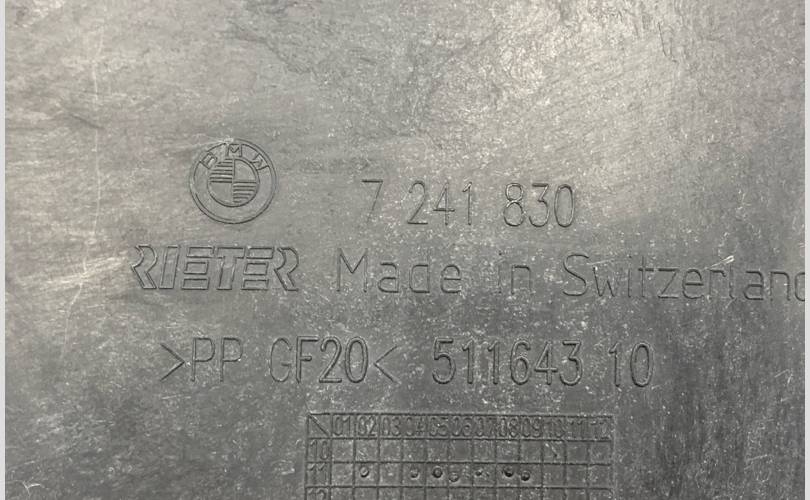 BMW
7 241 830
RIETER Made in Switzerland
>PP GF20< 511643 10
01 02 03 04 05 06 07 08 09 10 11 12
10
11